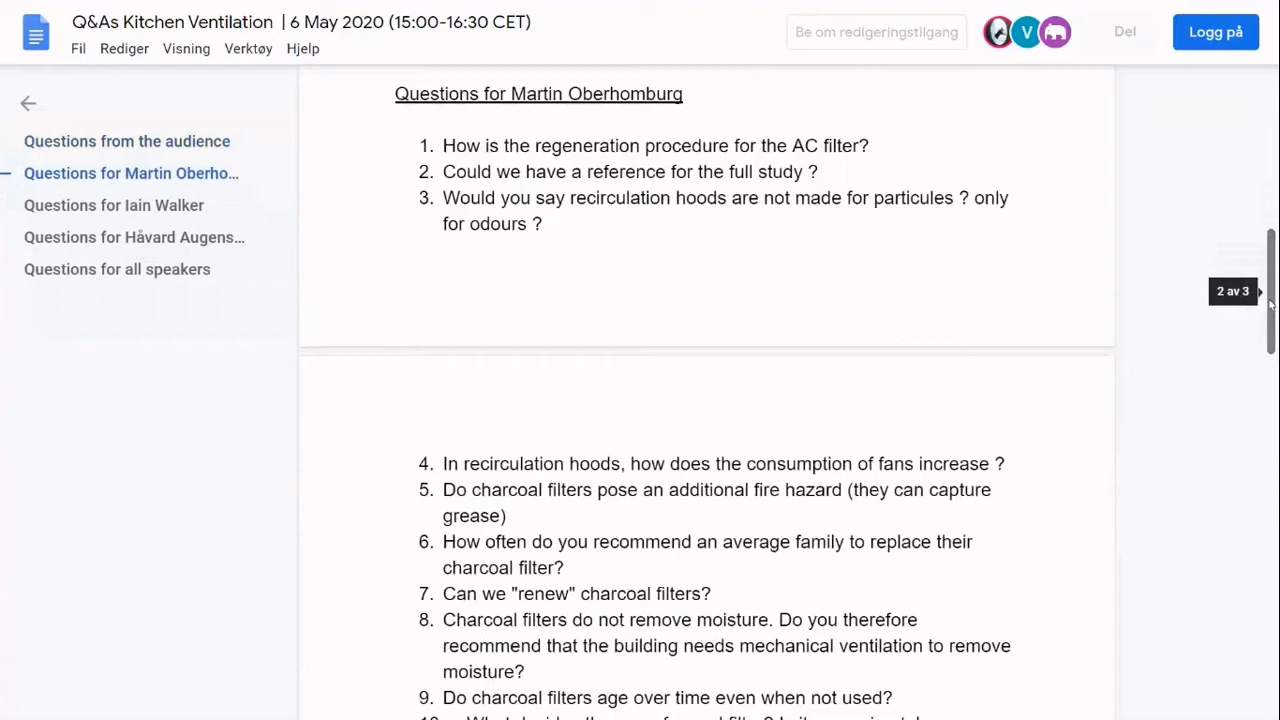 Q&As Kitchen Ventilation | 6 May 2020 (15:00-16:30 CET)
Fil Rediger Visning Verktøy Hjelp
Be om redigeringstilgang
V
Del
Logg på
Questions from the audience
Questions for Martin Oberho...
Questions for Iain Walker
Questions for Håvard Augens...
Questions for all speakers
Questions for Martin Oberhomburg
1. How is the regeneration procedure for the AC filter?
2. Could we have a reference for the full study ?
3. Would you say recirculation hoods are not made for particules ? only
for odours ?
2 av 3
4. In recirculation hoods, how does the consumption of fans increase ?
5. Do charcoal filters pose an additional fire hazard (they can capture
grease)
6. How often do you recommend an average family to replace their
charcoal filter?
7. Can we "renew" charcoal filters?
8. Charcoal filters do not remove moisture. Do you therefore
recommend that the building needs mechanical ventilation to remove
moisture?
9. Do charcoal filters age over time even when not used?